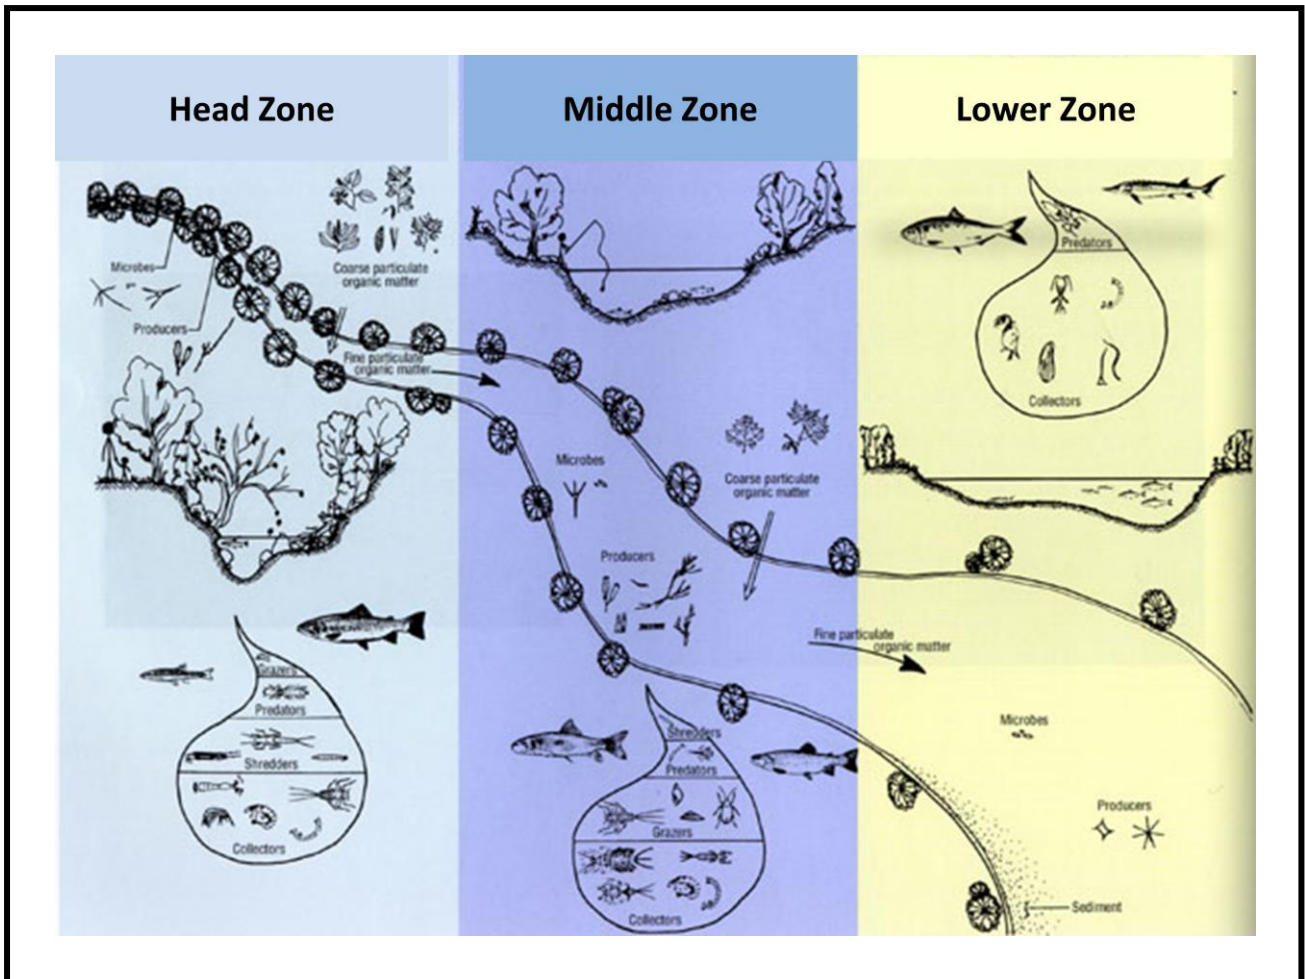 Head Zone
Middle Zone
Lower Zone
Microbes
Producers
Coarse particulate
organic matter
Fine particulate
organic matter
Grazers
Predators
Shredders
Collectors
Microbes
Producers
Coarse particulate
organic matter
Fine particulate
organic matter
Shredders
Predators
Grazers
Collectors
Predators
Collectors
Microbes
Producers
Sediment